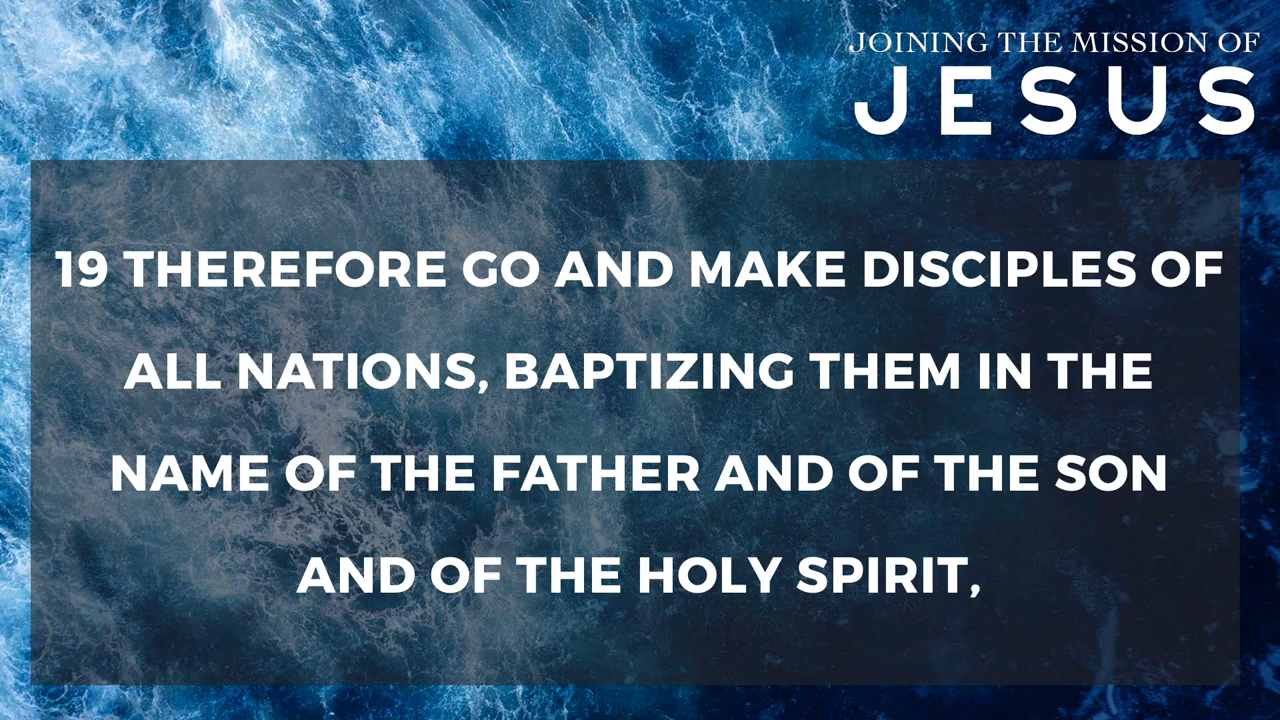 JOINING THE MISSION OF
JESUS
19 THEREFORE GO AND MAKE DISCIPLES OF
ALL NATIONS, BAPTIZING THEM IN THE
NAME OF THE FATHER AND OF THE SON
AND OF THE HOLY SPIRIT,